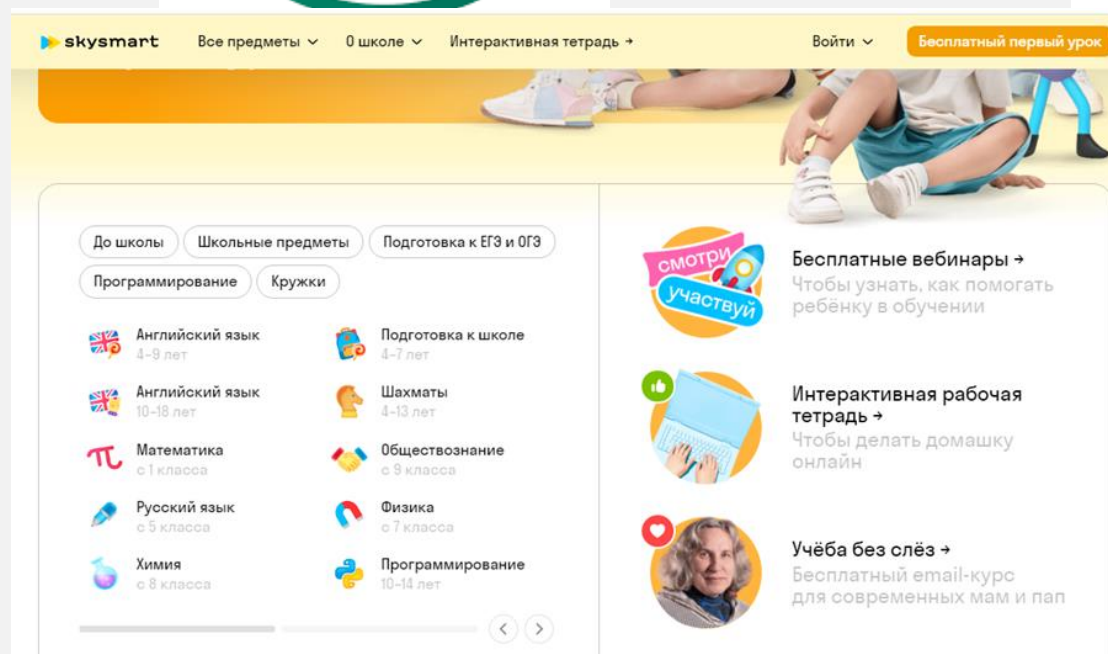 skysmart Все предметы О школе Интерактивная тетрадь → Войти Бесплатный первый урок
До школы Школьные предметы Подготовка к ЕГЭ и ОГЭ
Программирование Кружки
Английский язык
4–9 лет
Подготовка к школе
4–7 лет
Английский язык
10–18 лет
Шахматы
4–13 лет
Математика
с 1 класса
Обществознание
с 9 класса
Русский язык
с 5 класса
Физика
с 7 класса
Химия
с 8 класса
Программирование
10–14 лет
смотри
участвуй
Бесплатные вебинары →
Чтобы узнать, как помогать
ребёнку в обучении
Интерактивная рабочая
тетрадь →
Чтобы делать домашку
онлайн
Учёба без слёз →
Бесплатный email-курс
для современных мам и пап